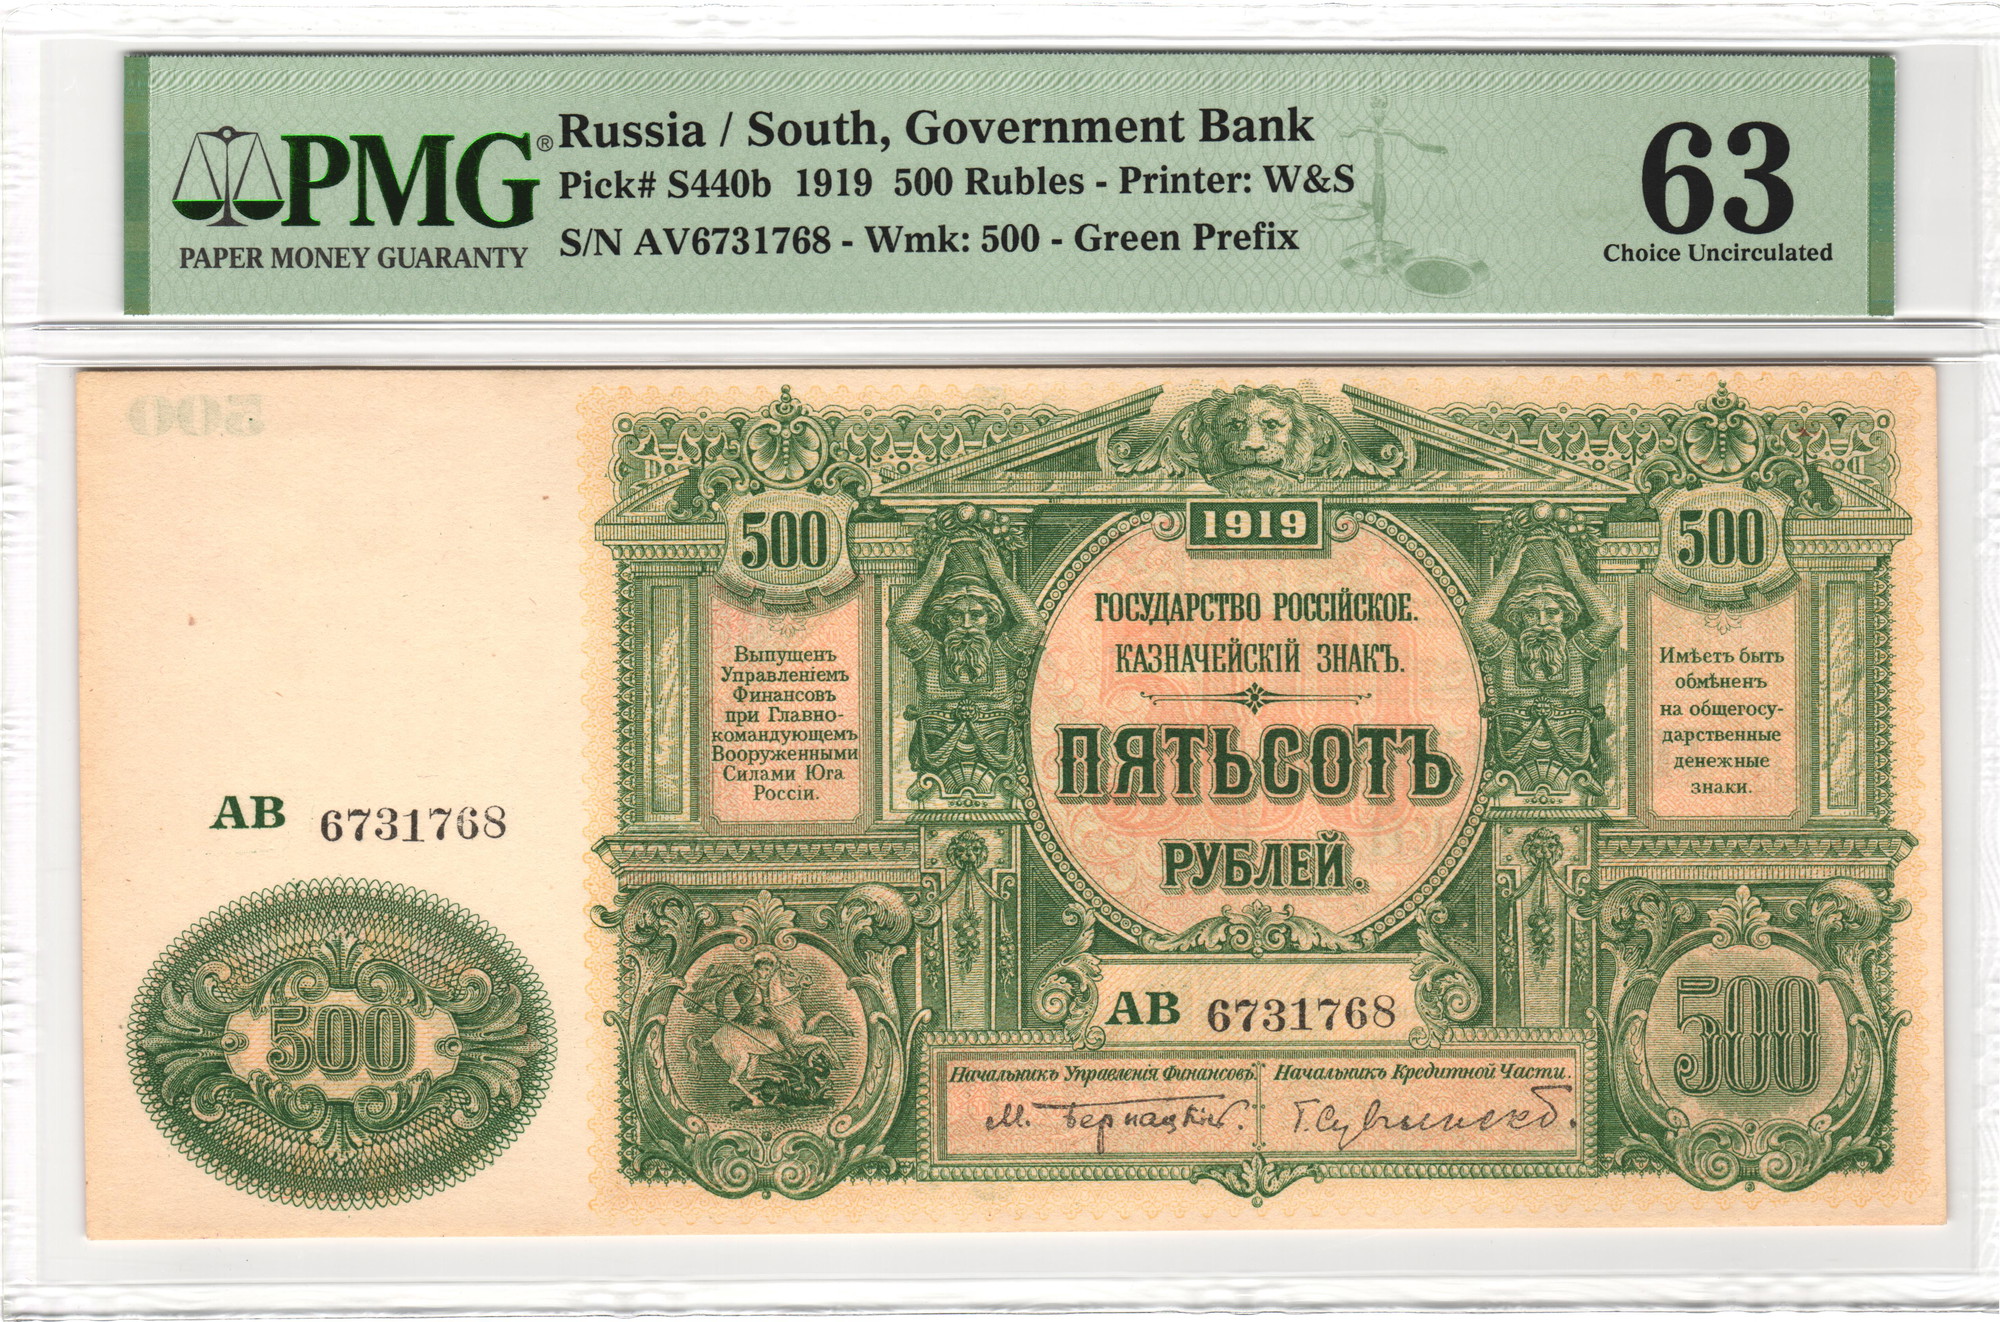 PMG®
PAPER MONEY GUARANTY
Russia / South, Government Bank
Pick# S440b 1919 500 Rubles - Printer: W&S
S/N AV6731768 - Wmk: 500 - Green Prefix
63
Choice Uncirculated
500
1919
500
500
ГОСУДАРСТВО РОССІЙСКОЕ.
КАЗНАЧЕЙСКІЙ ЗНАКЪ.
ПЯТЬСОТЪ
РУБЛЕЙ.
Выпущенъ
Управленіемъ
Финансовъ
при Главно-
командующемъ
Вооруженными
Силами Юга
Россіи.
Имѣетъ быть
обмѣненъ
на общегосу-
дарственные
денежные
знаки.
АВ 6731768
500
АВ 6731768
500
Начальникъ Управленія Финансовъ:
М. Бернацкій.
Начальникъ Кредитной Части.